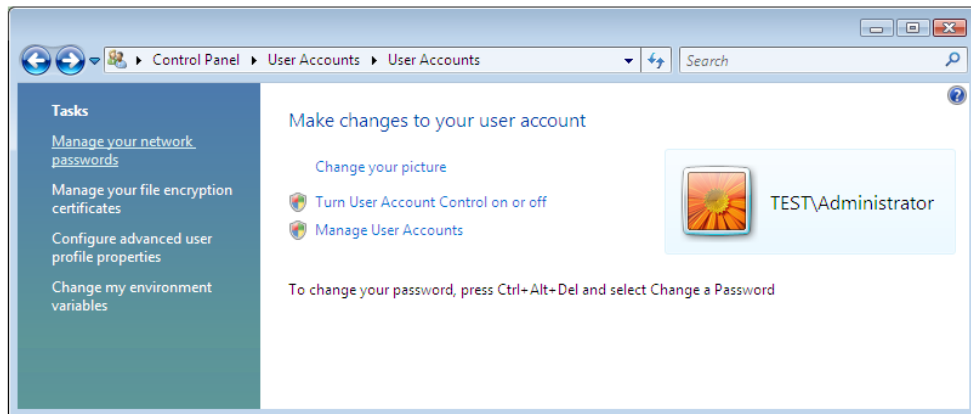 Control Panel ▸ User Accounts ▸ User Accounts
Search
Tasks
Manage your network
passwords
Manage your file encryption
certificates
Configure advanced user
profile properties
Change my environment
variables
Make changes to your user account
Change your picture
Turn User Account Control on or off
Manage User Accounts
TEST\Administrator
To change your password, press Ctrl+Alt+Del and select Change a Password